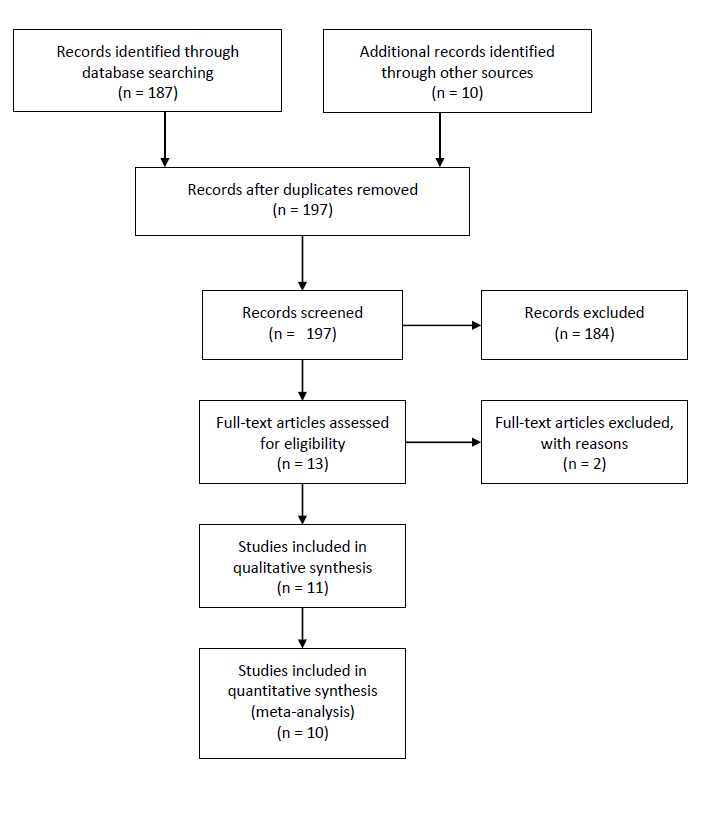 Records identified through
database searching
(n = 187)
Additional records identified
through other sources
(n = 10)
Records after duplicates removed
(n = 197)
Records screened
(n =   197)
Records excluded
(n = 184)
Full-text articles assessed
for eligibility
(n = 13)
Full-text articles excluded,
with reasons
(n = 2)
Studies included in
qualitative synthesis
(n = 11)
Studies included in
quantitative synthesis
(meta-analysis)
(n = 10)